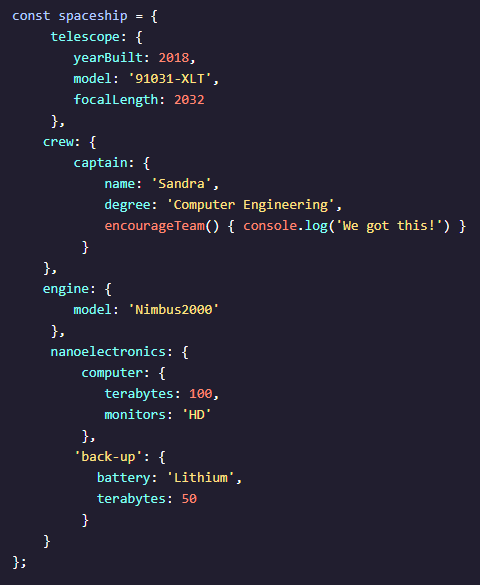 const spaceship = {
     telescope: {
        yearBuilt: 2018,
        model: '91031-XLT',
        focalLength: 2032
     },
    crew: {
        captain: {
            name: 'Sandra',
            degree: 'Computer Engineering',
            encourageTeam() { console.log('We got this!') }
         }
    },
    engine: {
        model: 'Nimbus2000'
     },
     nanoelectronics: {
         computer: {
            terabytes: 100,
            monitors: 'HD'
         },
        'back-up': {
           battery: 'Lithium',
           terabytes: 50
         }
    }
};